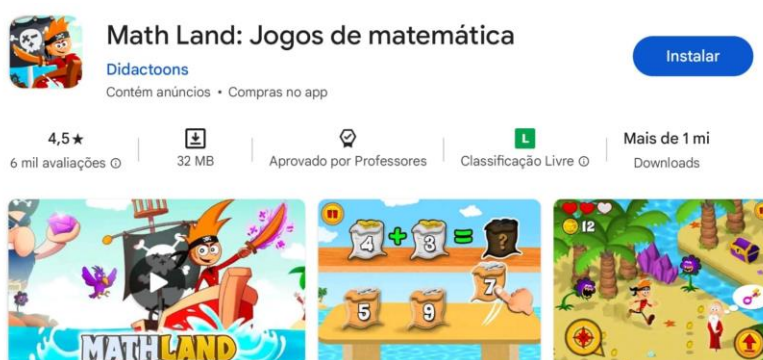 Math Land: Jogos de matemática
Didactoons
Contém anúncios • Compras no app
Instalar
4,5★
6 mil avaliações
32 MB
Aprovado por Professores
L
Classificação Livre
Mais de 1 mi
Downloads
MATHLAND
4 + 3 = ?
5 9 7
12